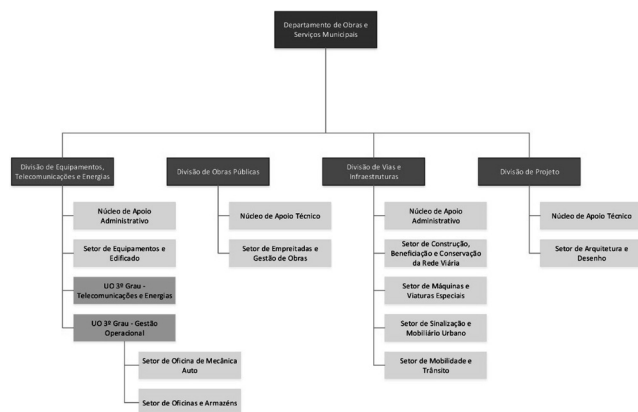 Departamento de Obras e
Serviços Municipais
Divisão de Equipamentos,
Telecomunicações e Energias
Núcleo de Apoio
Administrativo
Setor de Equipamentos e
Edificado
UO 3º Grau -
Telecomunicações e Energias
UO 3º Grau - Gestão
Operacional
Setor de Oficina de Mecânica
Auto
Setor de Oficinas e Armazéns
Divisão de Obras Públicas
Núcleo de Apoio Técnico
Setor de Empreitadas e
Gestão de Obras
Divisão de Vias e
Infraestruturas
Núcleo de Apoio
Administrativo
Setor de Construção,
Beneficiação e Conservação
da Rede Viária
Setor de Máquinas e
Viaturas Especiais
Setor de Sinalização e
Mobiliário Urbano
Setor de Mobilidade e
Trânsito
Divisão de Projeto
Núcleo de Apoio Técnico
Setor de Arquitetura e
Desenho